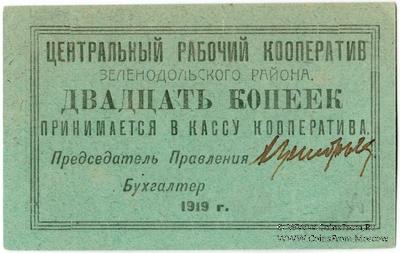 ЦЕНТРАЛЬНЫЙ РАБОЧИЙ КООПЕРАТИВ
ЗЕЛЕНОДОЛЬСКОГО РАЙОНА.
ДВАДЦАТЬ КОПЕЕК
ПРИНИМАЕТСЯ В КАССУ КООПЕРАТИВА.
Председатель Правления
Бухгалтер
1919 г.